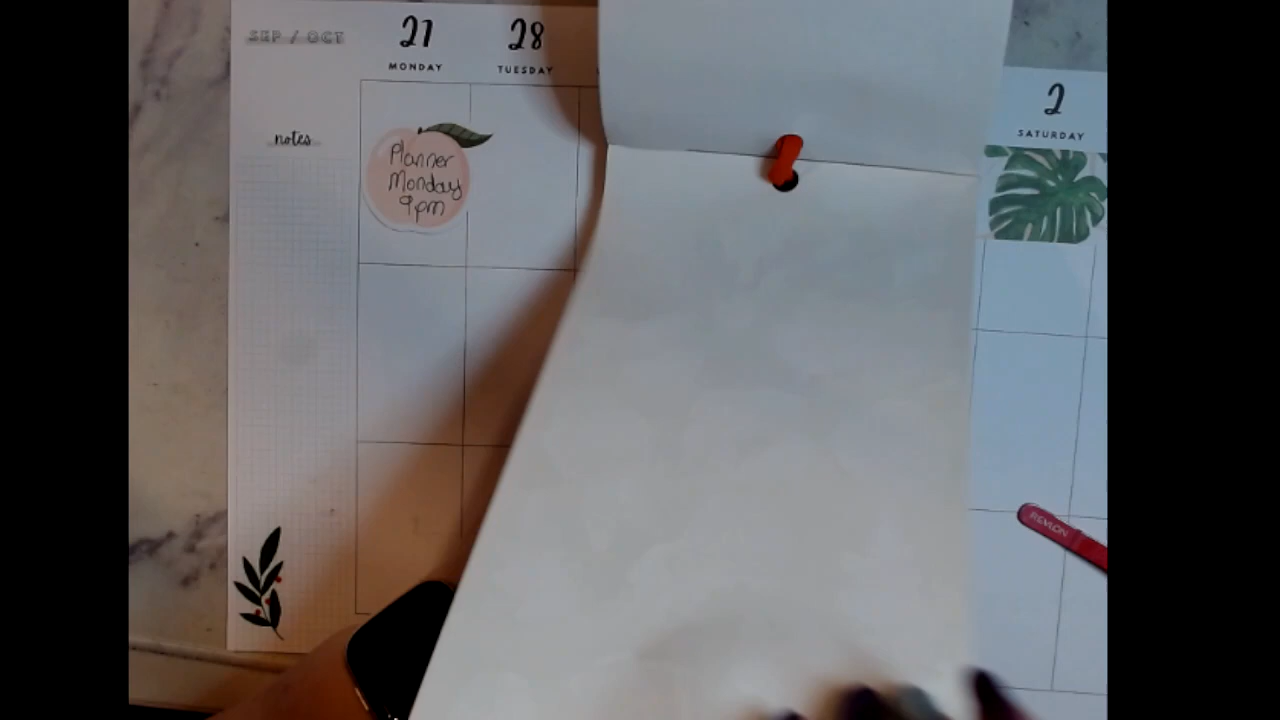 SEP / OCT
27
MONDAY
28
TUESDAY
2
SATURDAY
notes
Planner
Monday
9pm
REVLON